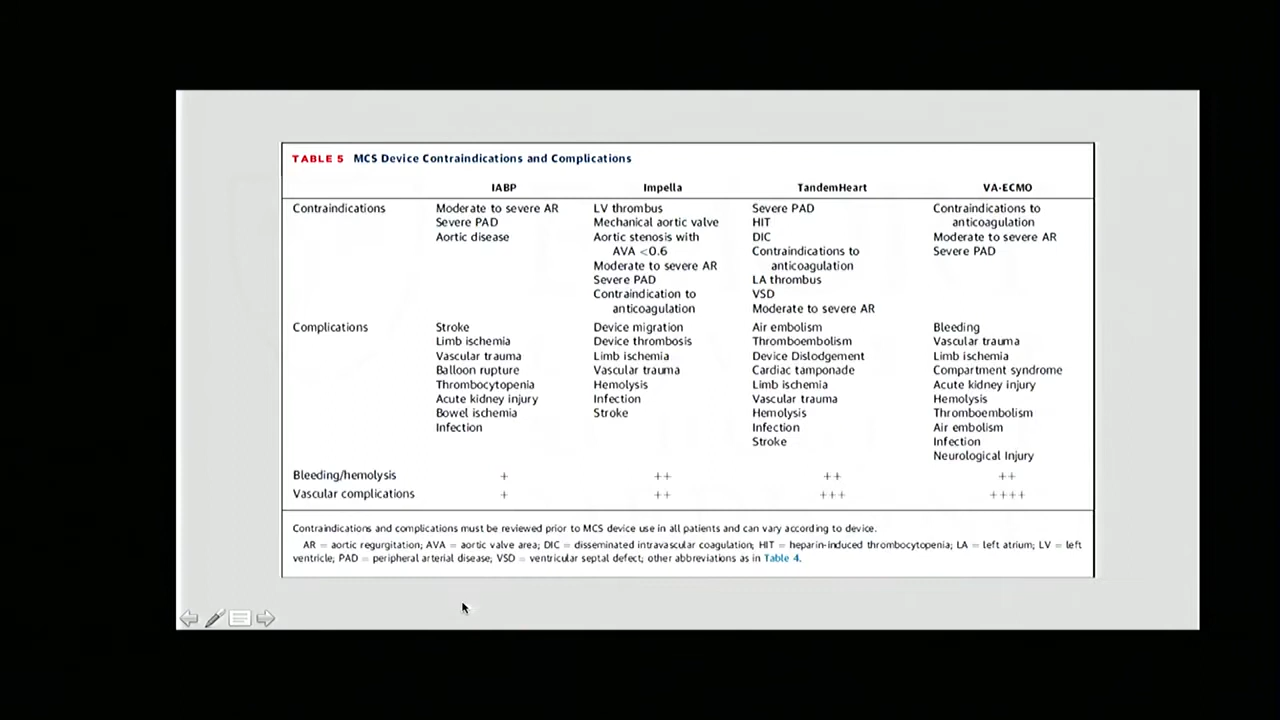 TABLE 5 MCS Device Contraindications and Complications
IABP Impella TandemHeart VA-ECMO
Contraindications Moderate to severe AR LV thrombus Severe PAD Contraindications to
Severe PAD Mechanical aortic valve HIT anticoagulation
Aortic disease Aortic stenosis with DIC Moderate to severe AR
AVA <0.6 Contraindications to Severe PAD
Moderate to severe AR anticoagulation
Severe PAD LA thrombus
Contraindication to VSD
anticoagulation Moderate to severe AR
Complications Stroke Device migration Air embolism Bleeding
Limb ischemia Device thrombosis Thromboembolism Vascular trauma
Vascular trauma Limb ischemia Device Dislodgement Limb ischemia
Balloon rupture Vascular trauma Cardiac tamponade Compartment syndrome
Thrombocytopenia Hemolysis Limb ischemia Acute kidney injury
Acute kidney injury Infection Vascular trauma Hemolysis
Bowel ischemia Stroke Hemolysis Thromboembolism
Infection Infection Air embolism
Stroke Infection
Neurological Injury
Bleeding/hemolysis + ++ ++ ++
Vascular complications + ++ +++ ++++
Contraindications and complications must be reviewed prior to MCS device use in all patients and can vary according to device.
AR = aortic regurgitation; AVA = aortic valve area; DIC = disseminated intravascular coagulation; HIT = heparin-induced thrombocytopenia; LA = left atrium; LV = left
ventricle; PAD = peripheral arterial disease; VSD = ventricular septal defect; other abbreviations as in Table 4.